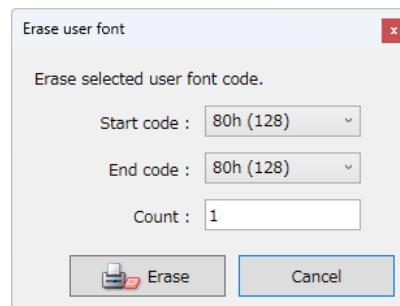 Erase user font
x
Erase selected user font code.
Start code : 80h (128)
End code : 80h (128)
Count : 1
Erase Cancel